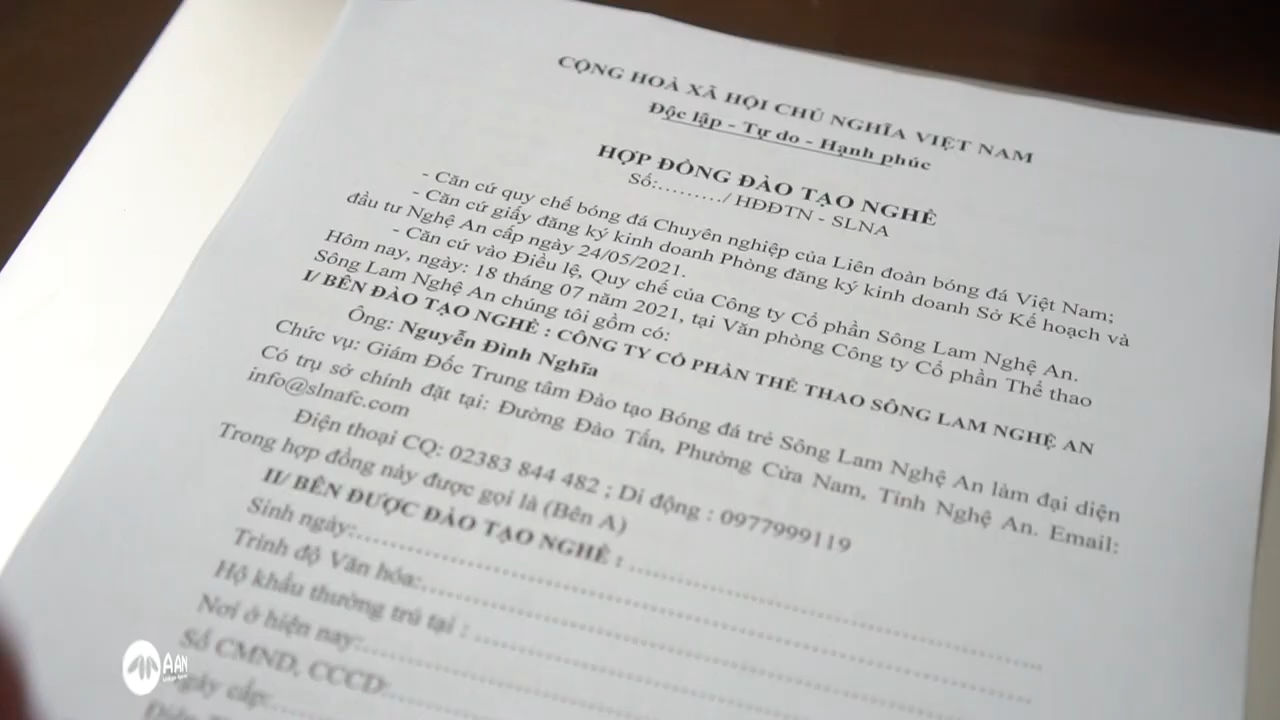 CỘNG HOÀ XÃ HỘI CHỦ NGHĨA VIỆT NAM
Độc lập - Tự do - Hạnh phúc
HỢP ĐỒNG ĐÀO TẠO NGHỀ
Số:........./ HĐĐTN - SLNA
- Căn cứ quy chế bóng đá Chuyên nghiệp của Liên đoàn bóng đá Việt Nam;
- Căn cứ giấy đăng ký kinh doanh Phòng đăng ký kinh doanh Sở Kế hoạch và
đầu tư Nghệ An cấp ngày 24/05/2021.
- Căn cứ vào Điều lệ, Quy chế của Công ty Cổ phần Sông Lam Nghệ An.
Hôm nay, ngày: 18 tháng 07 năm 2021, tại Văn phòng Công ty Cổ phần Thể thao
Sông Lam Nghệ An chúng tôi gồm có:
I/ BÊN ĐÀO TẠO NGHỀ : CÔNG TY CỔ PHẦN THỂ THAO SÔNG LAM NGHỆ AN
Ông: Nguyễn Đình Nghĩa
Chức vụ: Giám Đốc Trung tâm Đào tạo Bóng đá trẻ Sông Lam Nghệ An làm đại diện
Có trụ sở chính đặt tại: Đường Đào Tấn, Phường Cửa Nam, Tỉnh Nghệ An. Email:
info@slnafc.com
Điện thoại CQ: 02383 844 482 ; Di động : 0977999119
Trong hợp đồng này được gọi là (Bên A)
II/ BÊN ĐƯỢC ĐÀO TẠO NGHỀ : ........................................
Sinh ngày:........................................
Trình độ Văn hóa:........................................
Hộ khẩu thường trú tại : ........................................
Nơi ở hiện nay:........................................
Số CMND, CCCD:........................................
Ngày cấp:........................................
AAN